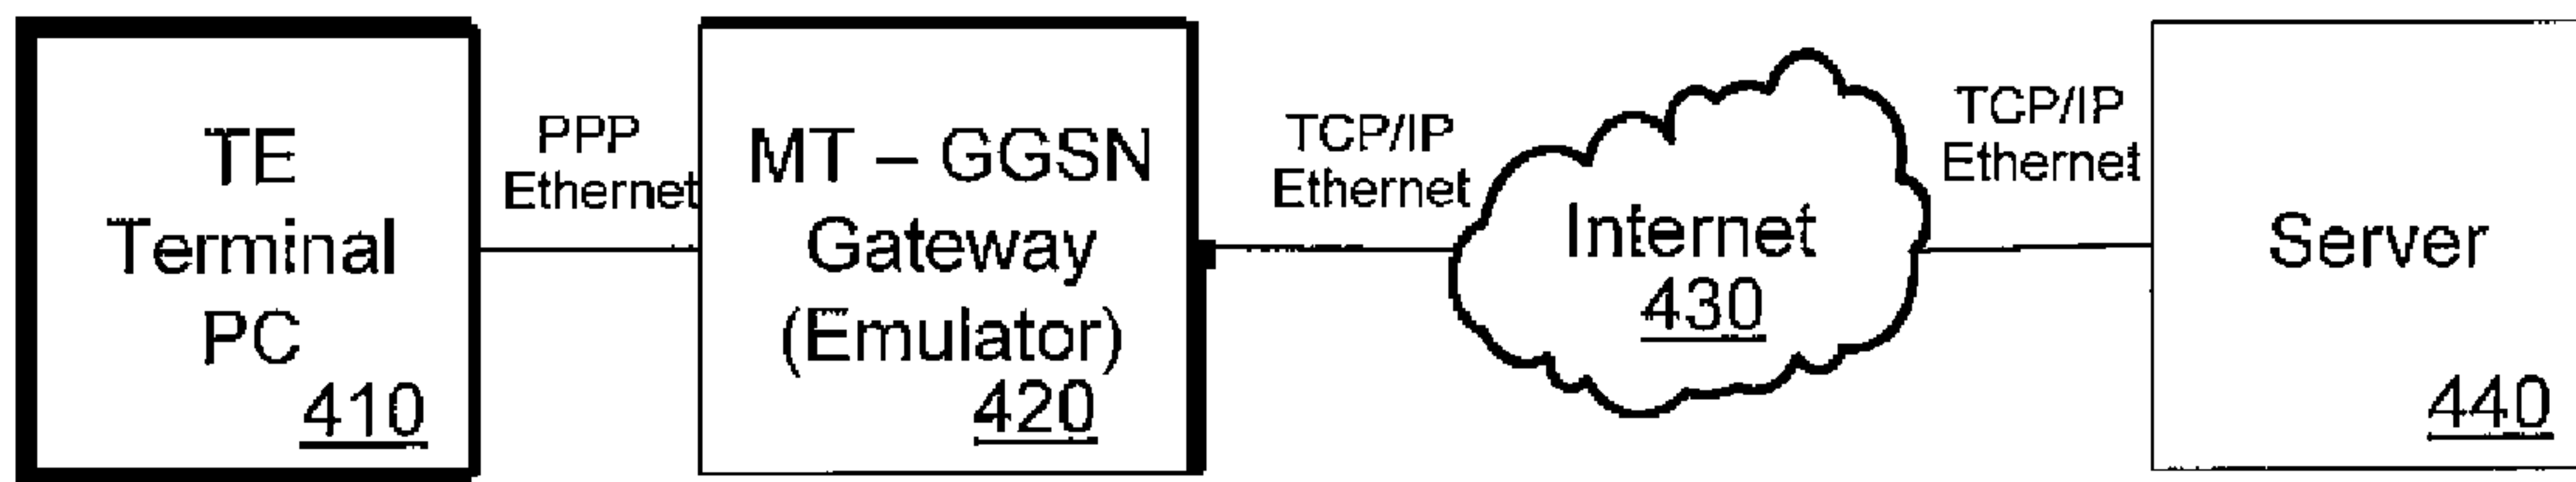 TE
Terminal
PC
410
PPP
Ethernet
MT – GGSN
Gateway
(Emulator)
420
TCP/IP
Ethernet
Internet
430
TCP/IP
Ethernet
Server
440